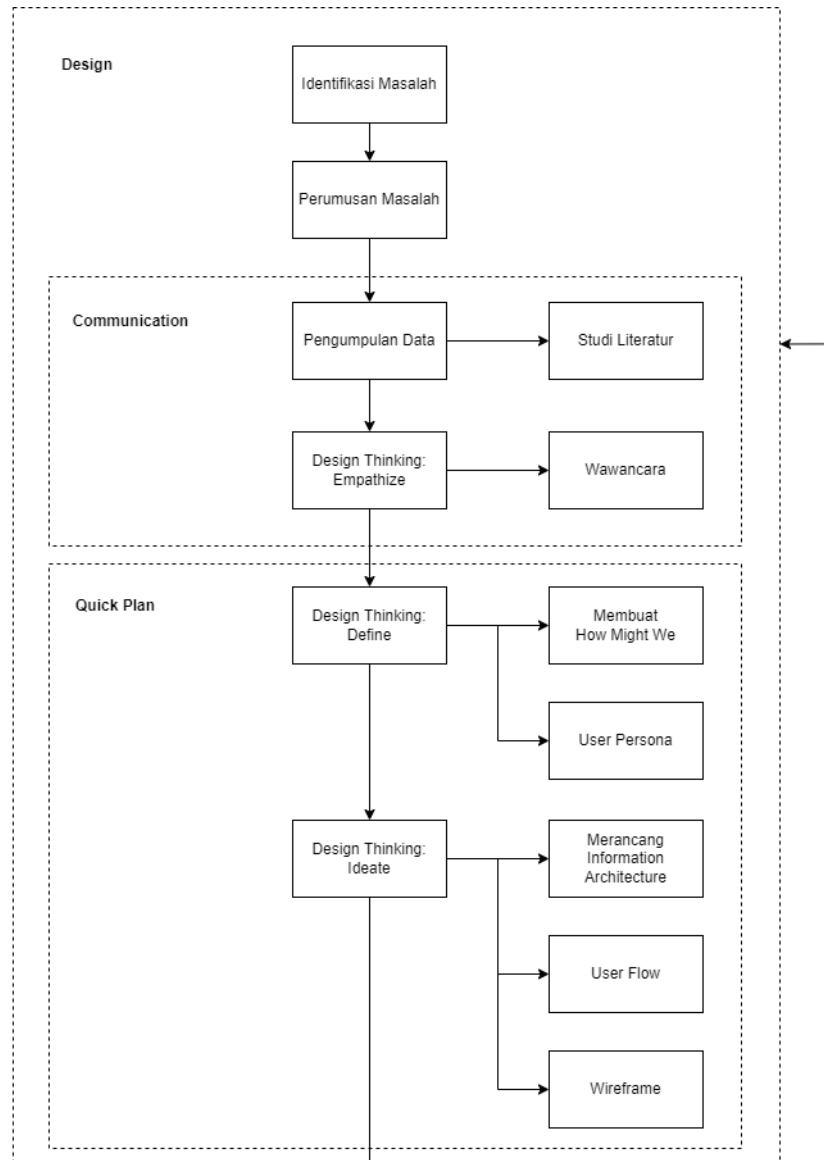 Design
Identifikasi Masalah
Perumusan Masalah
Communication
Pengumpulan Data
Studi Literatur
Design Thinking:
Empathize
Wawancara
Quick Plan
Design Thinking:
Define
Membuat
How Might We
User Persona
Design Thinking:
Ideate
Merancang
Information
Architecture
User Flow
Wireframe